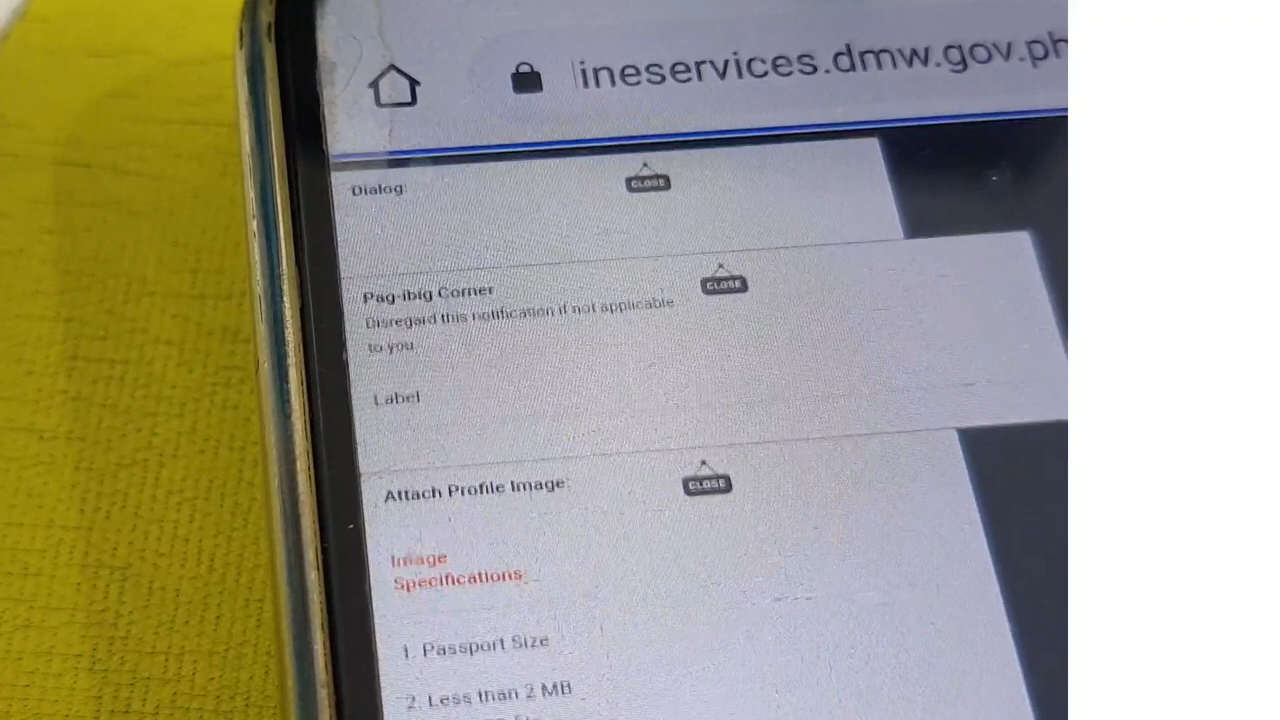 lineservices.dmw.gov.ph
Dialog:
CLOSE
Pag-ibig Corner
CLOSE
Disregard this notification if not applicable
to you
Label
Attach Profile Image:
CLOSE
Image
Specifications:
1. Passport Size
2. Less than 2 MB